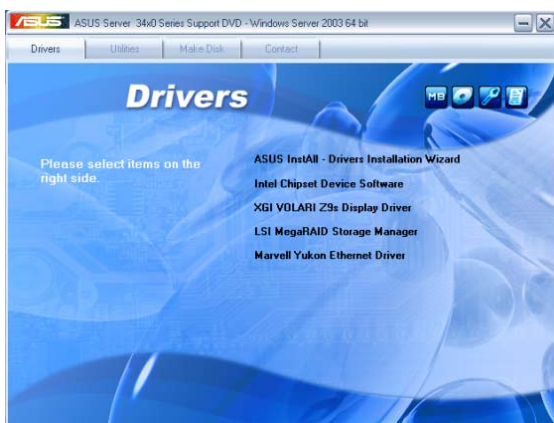 ASUS ASUS Server 34x0 Series Support DVD - Windows Server 2003 64 bit
Drivers Utilities Make Disk Contact
Drivers
MB
Please select items on the
right side.
ASUS InstAll - Drivers Installation Wizard
Intel Chipset Device Software
XGI VOLARI Z9s Display Driver
LSI MegaRAID Storage Manager
Marvell Yukon Ethernet Driver